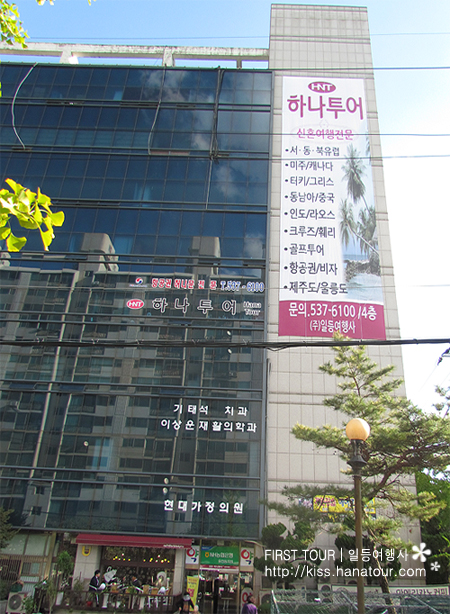 HNT
하나투어
신혼여행전문
•서·동·북유럽
•미주/캐나다
•터키/그리스
•동남아/중국
•인도/라오스
•크루즈/훼리
•골프투어
•항공권/비자
•제주도/울릉도
문의.537-6100/4층
(주)일등여행사
T.537-6100
HNT 하나투어 Hana Tour
기태석 치과
이상운재활의학과
현대가정의원
FIRST TOUR | 일등여행사
http://kiss.hanatour.com